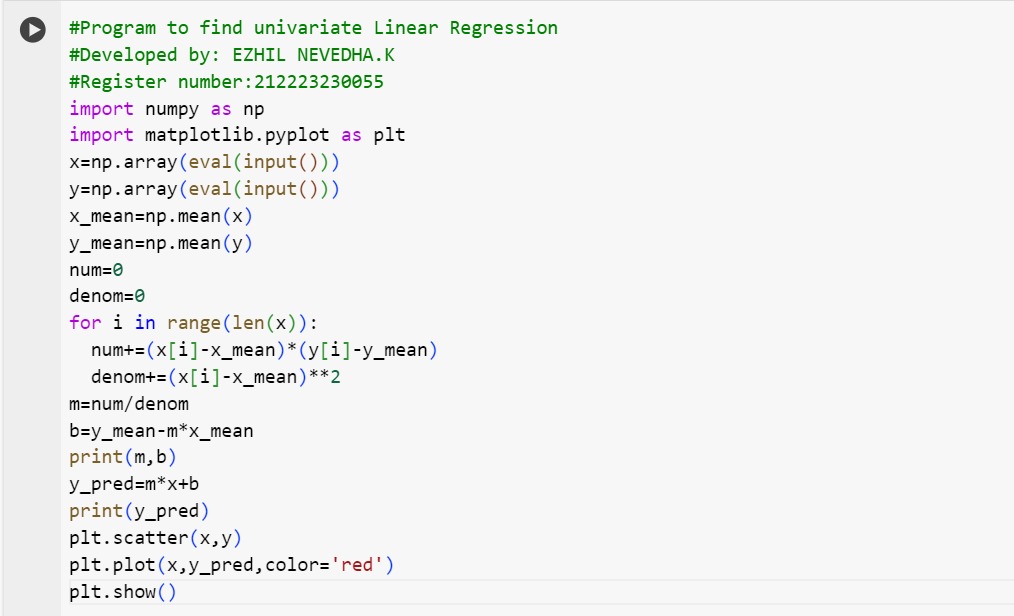 #Program to find univariate Linear Regression
#Developed by: EZHIL NEVEDHA.K
#Register number:212223230055
import numpy as np
import matplotlib.pyplot as plt
x=np.array(eval(input()))
y=np.array(eval(input()))
x_mean=np.mean(x)
y_mean=np.mean(y)
num=0
denom=0
for i in range(len(x)):
  num+=(x[i]-x_mean)*(y[i]-y_mean)
  denom+=(x[i]-x_mean)**2
m=num/denom
b=y_mean-m*x_mean
print(m,b)
y_pred=m*x+b
print(y_pred)
plt.scatter(x,y)
plt.plot(x,y_pred,color='red')
plt.show()